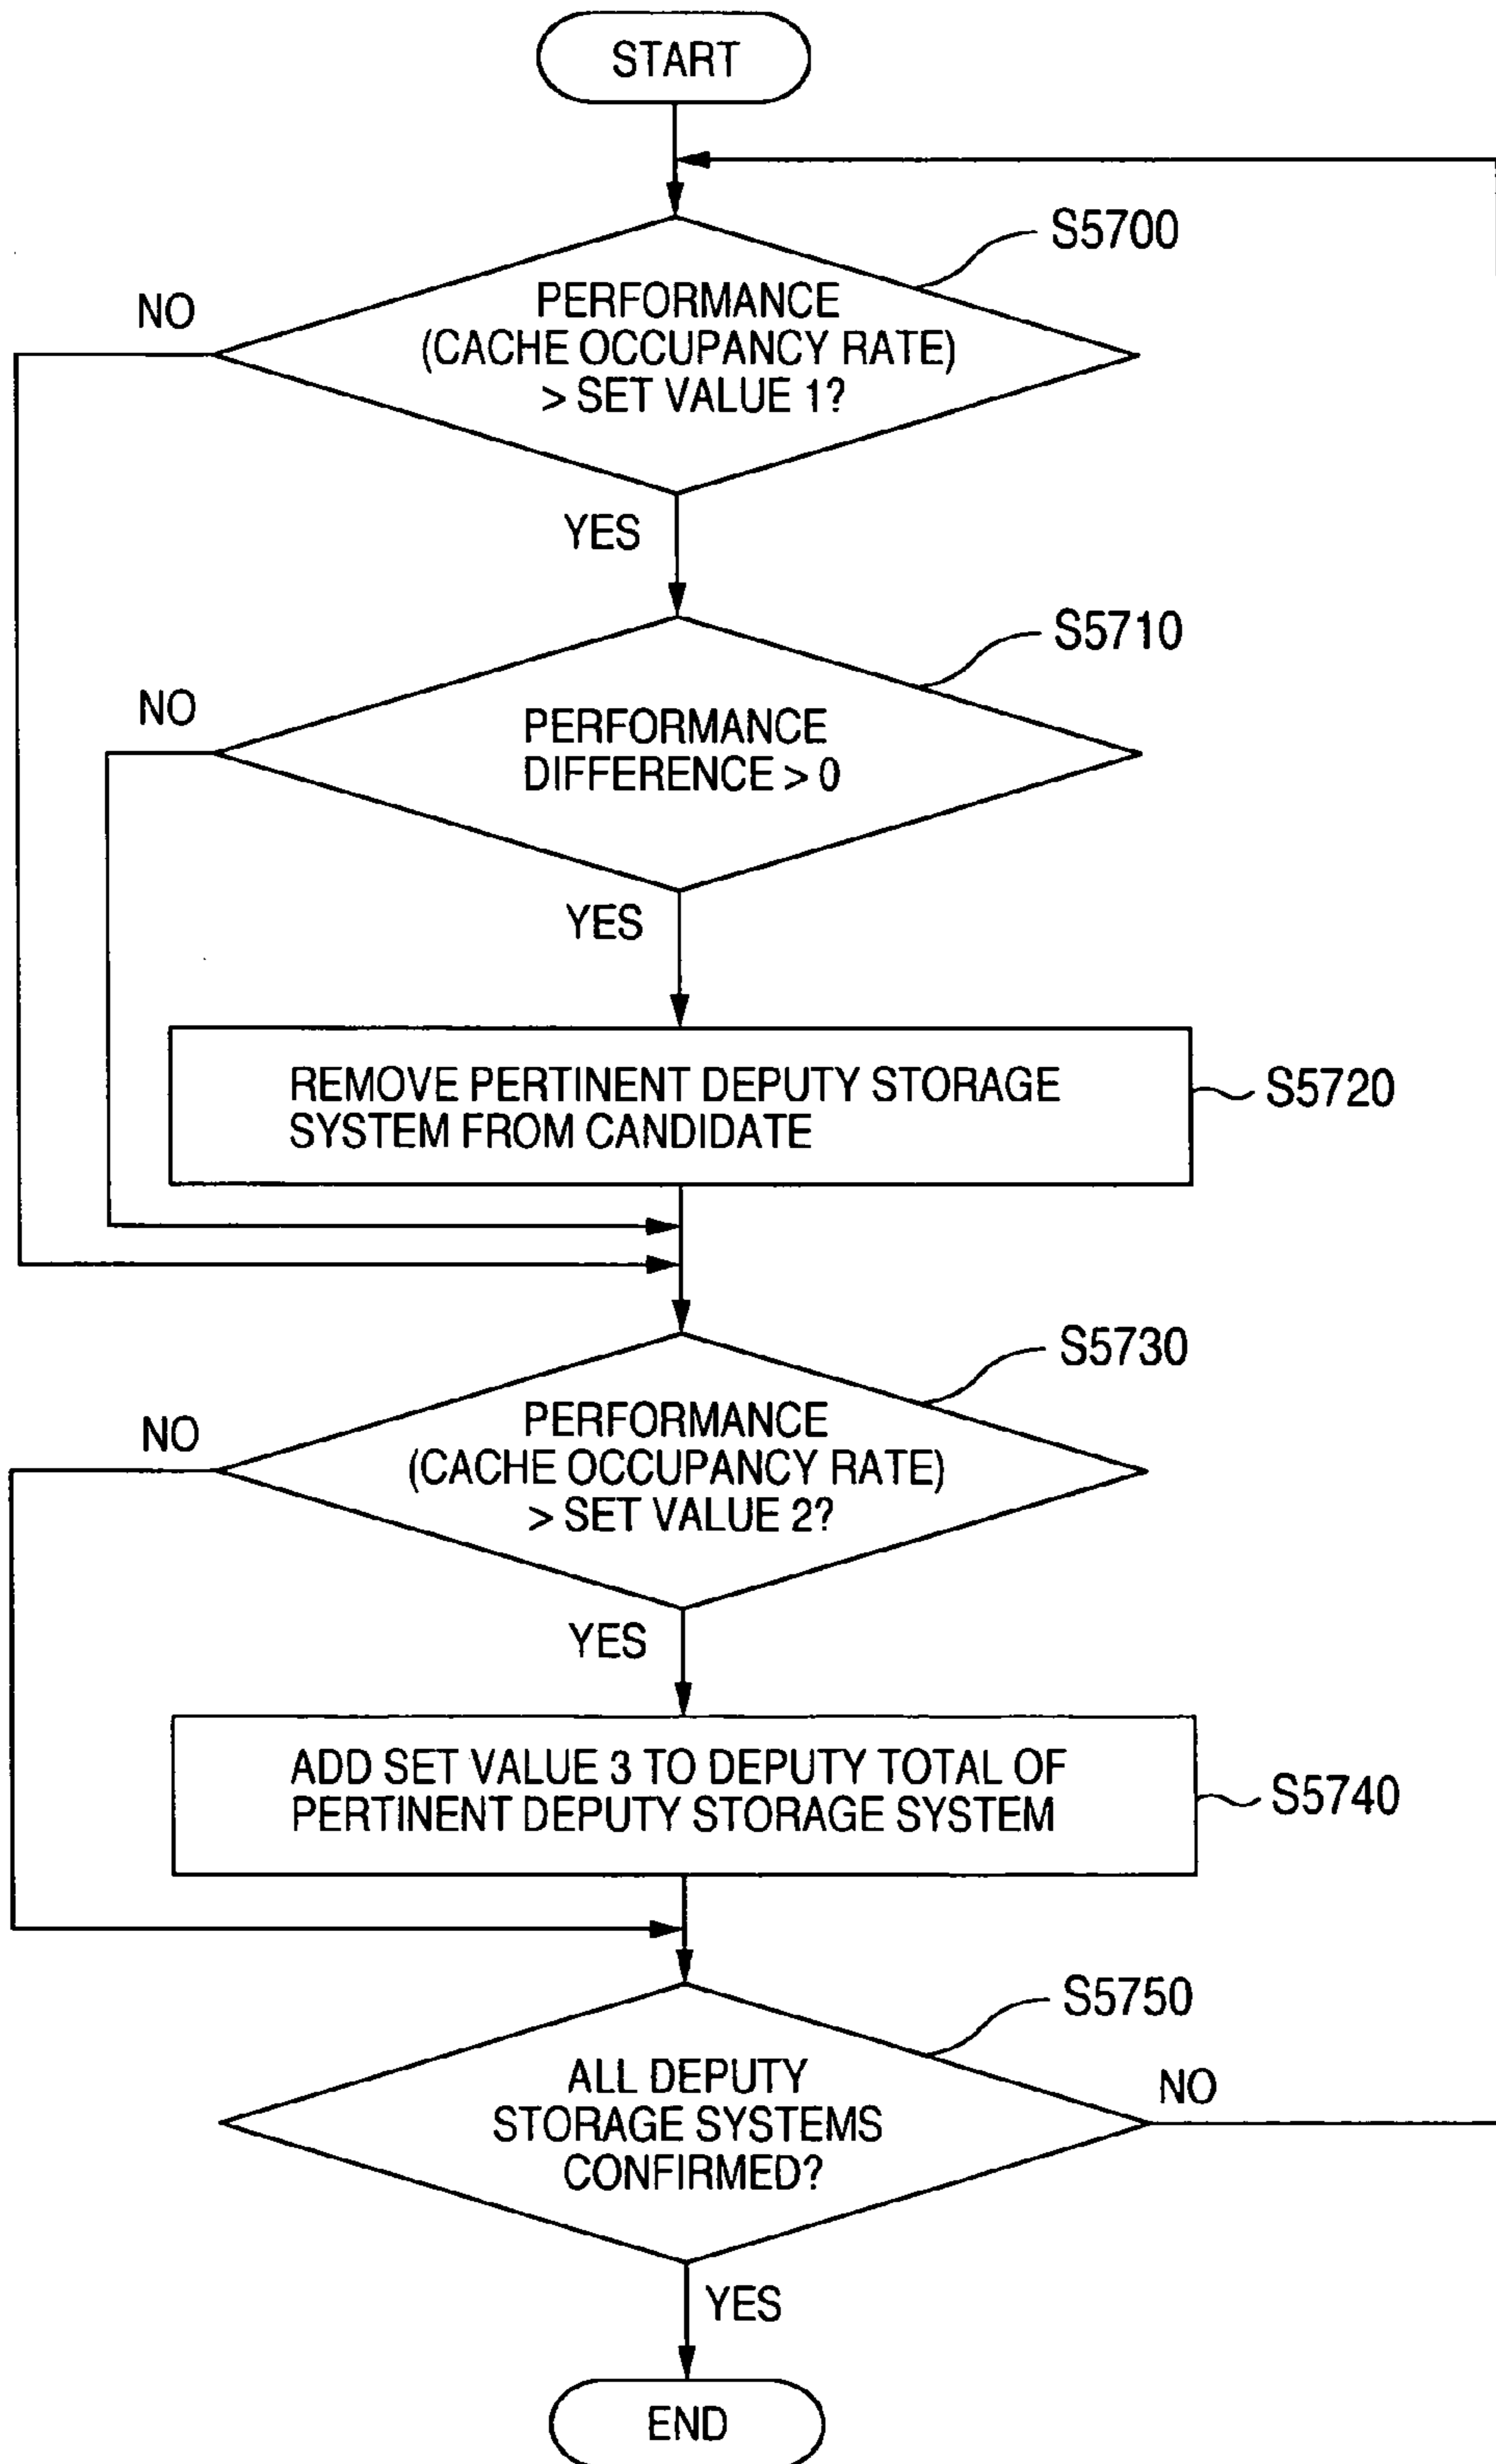 START
S5700
NO
PERFORMANCE
(CACHE OCCUPANCY RATE)
> SET VALUE 1?
YES
S5710
NO
PERFORMANCE
DIFFERENCE > 0
YES
REMOVE PERTINENT DEPUTY STORAGE
SYSTEM FROM CANDIDATE
S5720
S5730
NO
PERFORMANCE
(CACHE OCCUPANCY RATE)
> SET VALUE 2?
YES
ADD SET VALUE 3 TO DEPUTY TOTAL OF
PERTINENT DEPUTY STORAGE SYSTEM
S5740
S5750
ALL DEPUTY
STORAGE SYSTEMS
CONFIRMED?
NO
YES
END